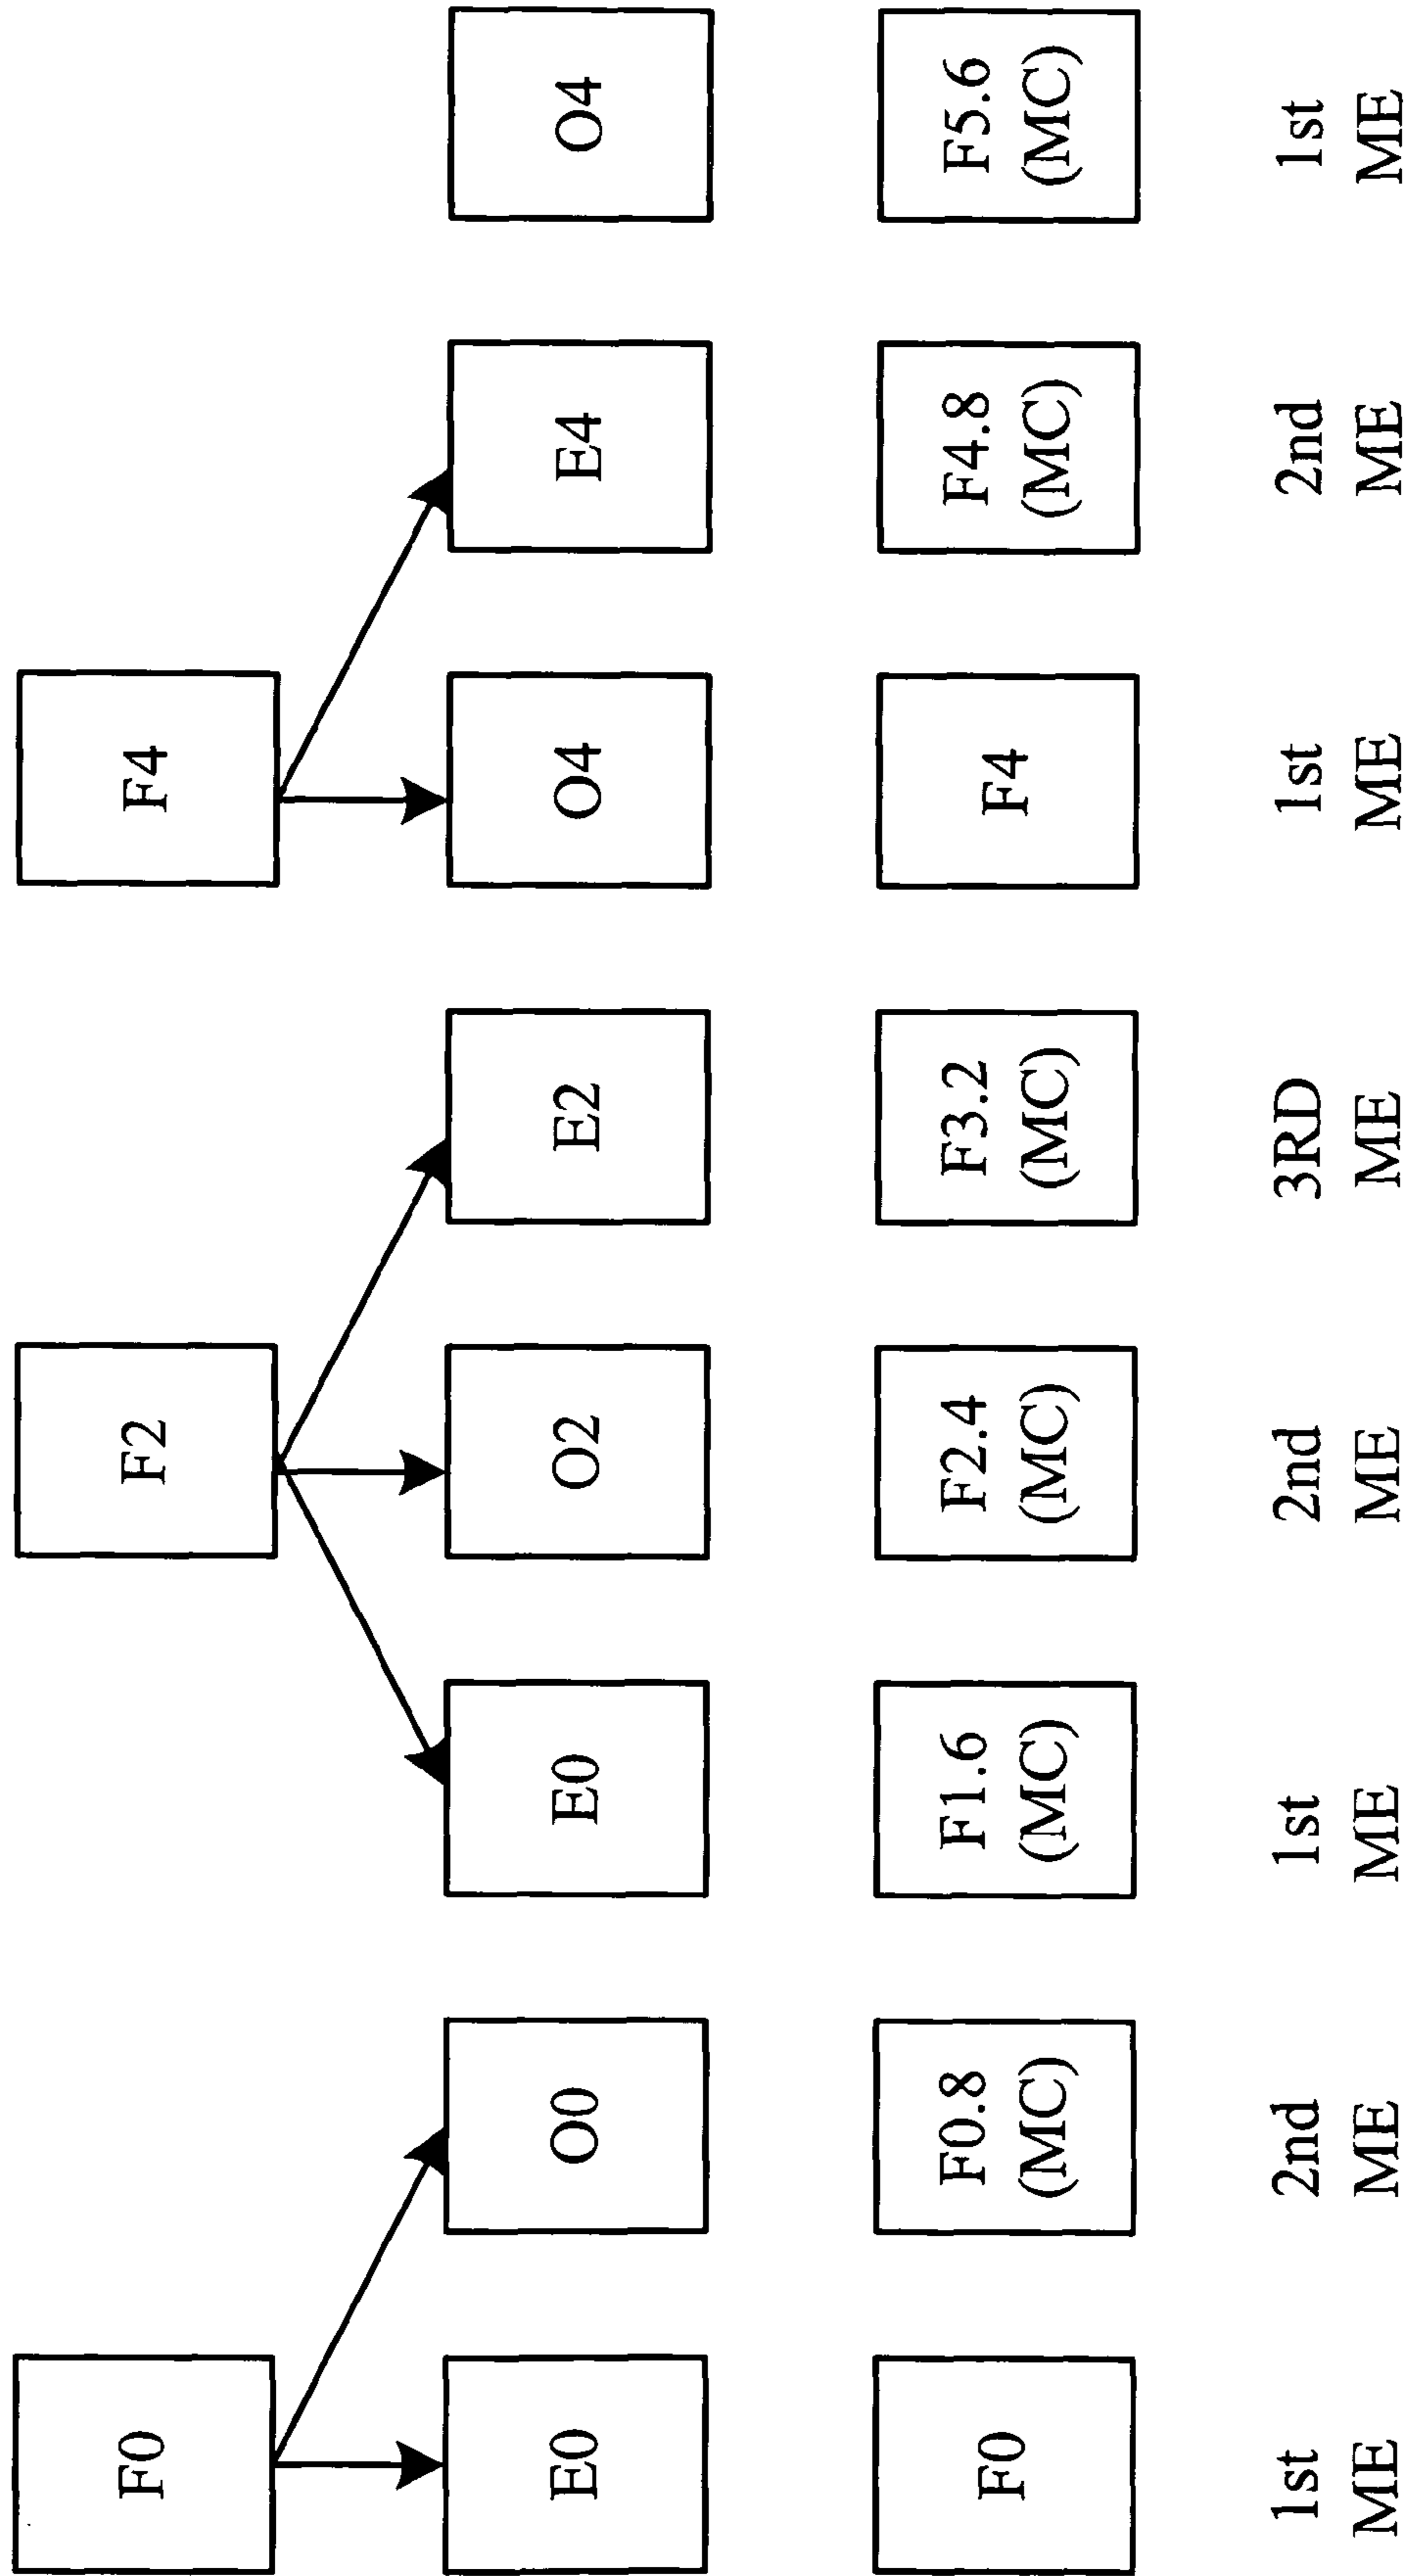 F0
F2
F4
E0
O0
E0
O2
E2
O4
E4
O4
F0
F0.8
(MC)
F1.6
(MC)
F2.4
(MC)
F3.2
(MC)
F4
F4.8
(MC)
F5.6
(MC)
1st
ME
2nd
ME
1st
ME
2nd
ME
3RD
ME
1st
ME
2nd
ME
1st
ME